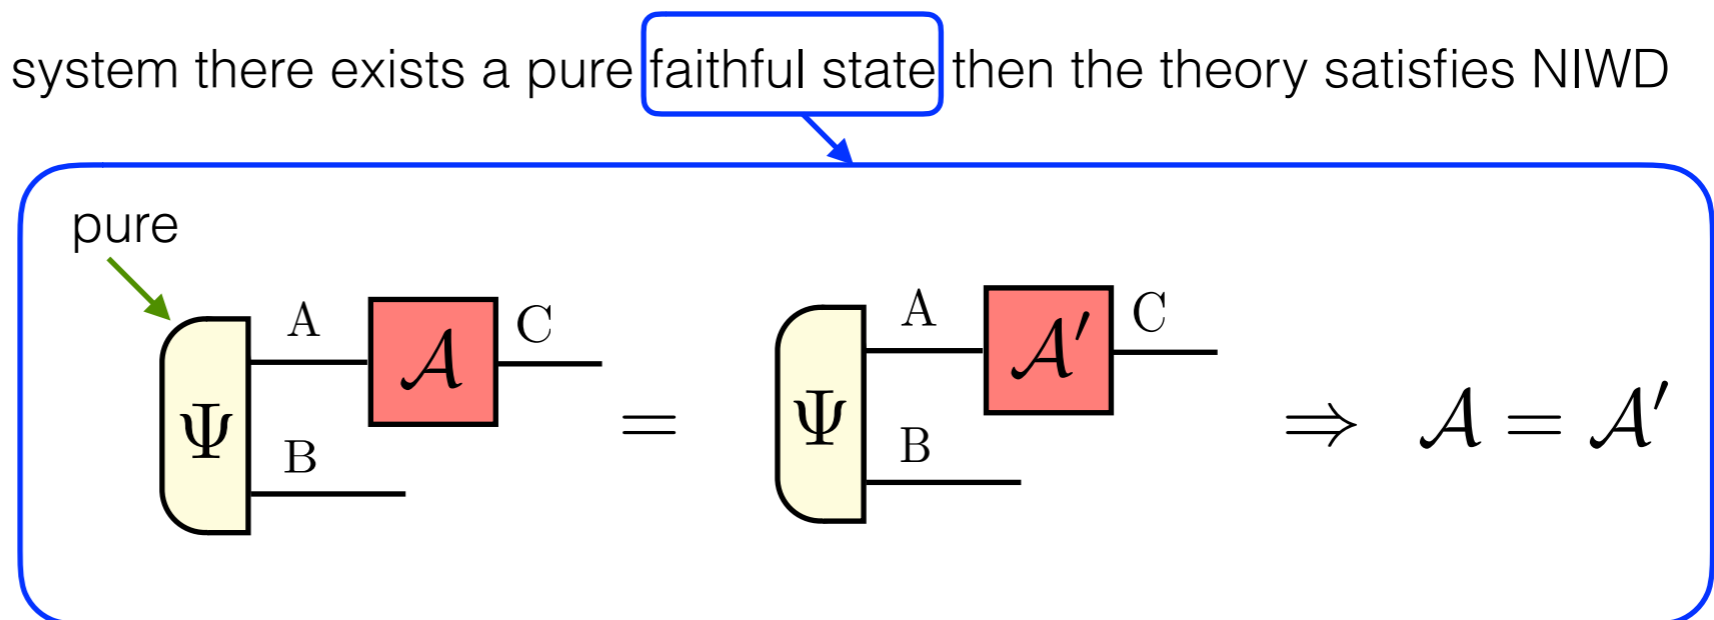 system there exists a pure faithful state then the theory satisfies NIWD
pure
A 𝒜 C
Ψ
B
=
A 𝒜′ C
Ψ
B
⇒ 𝒜 = 𝒜′